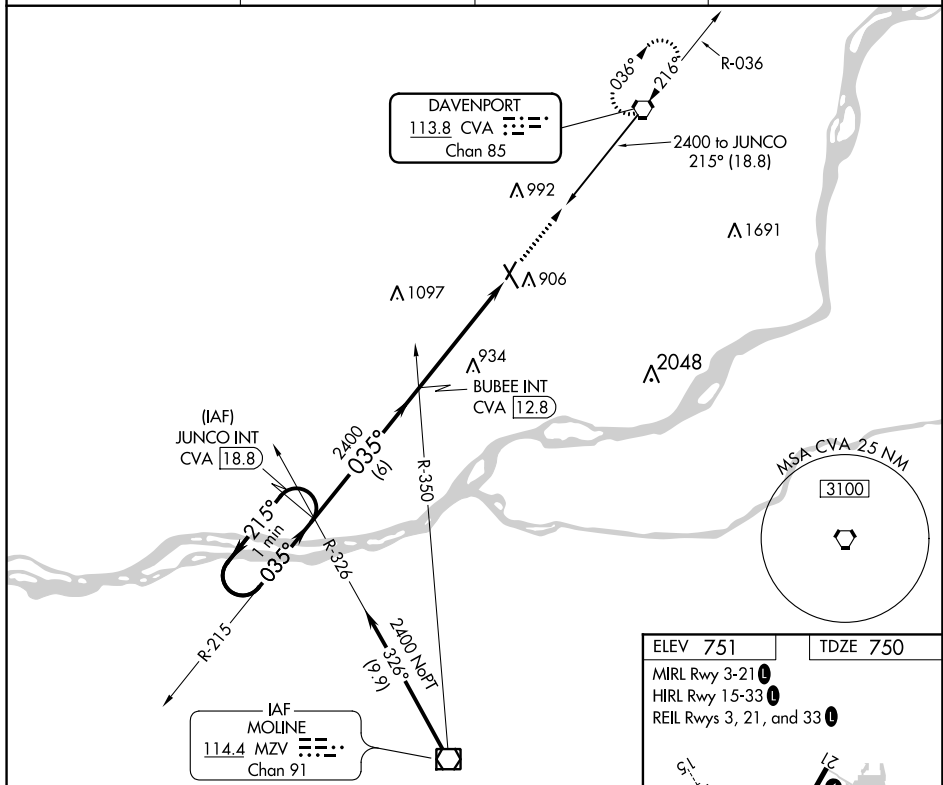 036°
216°
R-036
DAVENPORT
113.8 CVA
Chan 85
2400 to JUNCO
215° (18.8)
992
1691
906
1097
934
2048
BUBEE INT
CVA 12.8
(IAF)
JUNCO INT
CVA 18.8
2400
035°
(6)
R-350
MSA CVA 25 NM
3100
215°
1 min
035°
R-326
R-215
2400 NoPT
326°
(9.9)
IAF
MOLINE
114.4 MZV
Chan 91
ELEV 751
TDZE 750
MIRL Rwy 3-21 L
HIRL Rwy 15-33 L
REIL Rwys 3, 21, and 33 L
15
21